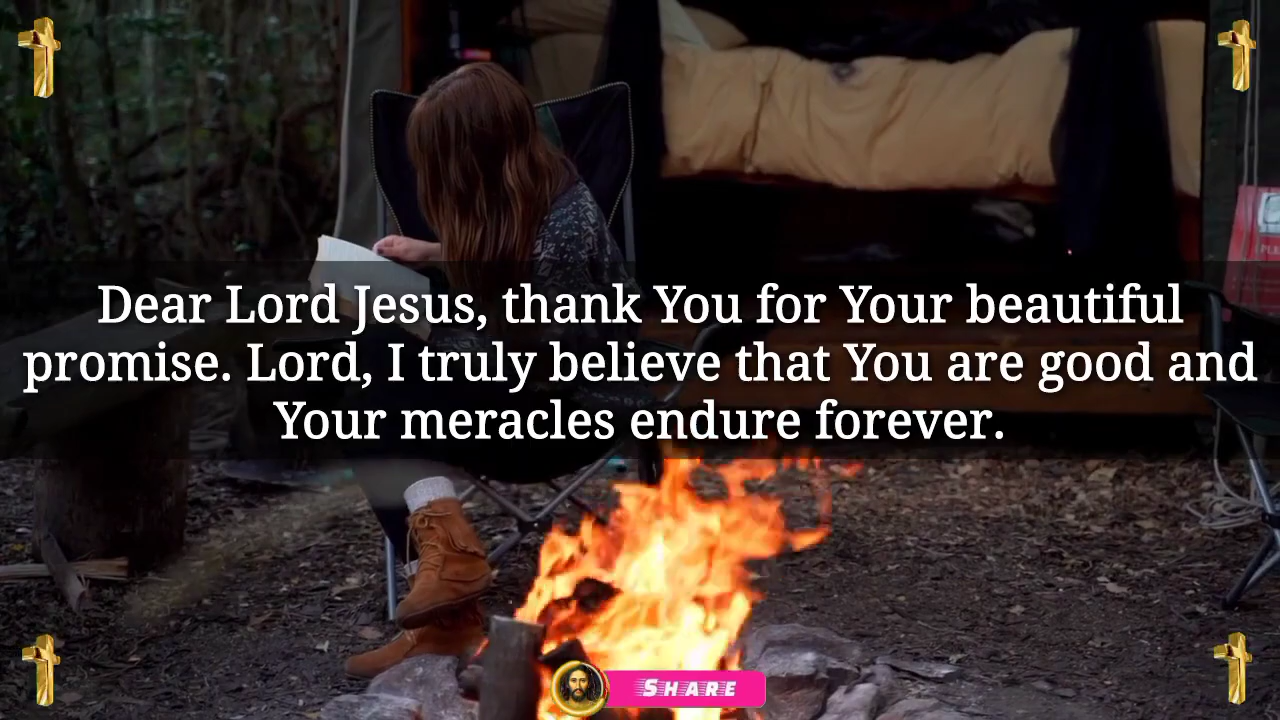 Dear Lord Jesus, thank You for Your beautiful
promise. Lord, I truly believe that You are good and
Your meracles endure forever.
SHARE